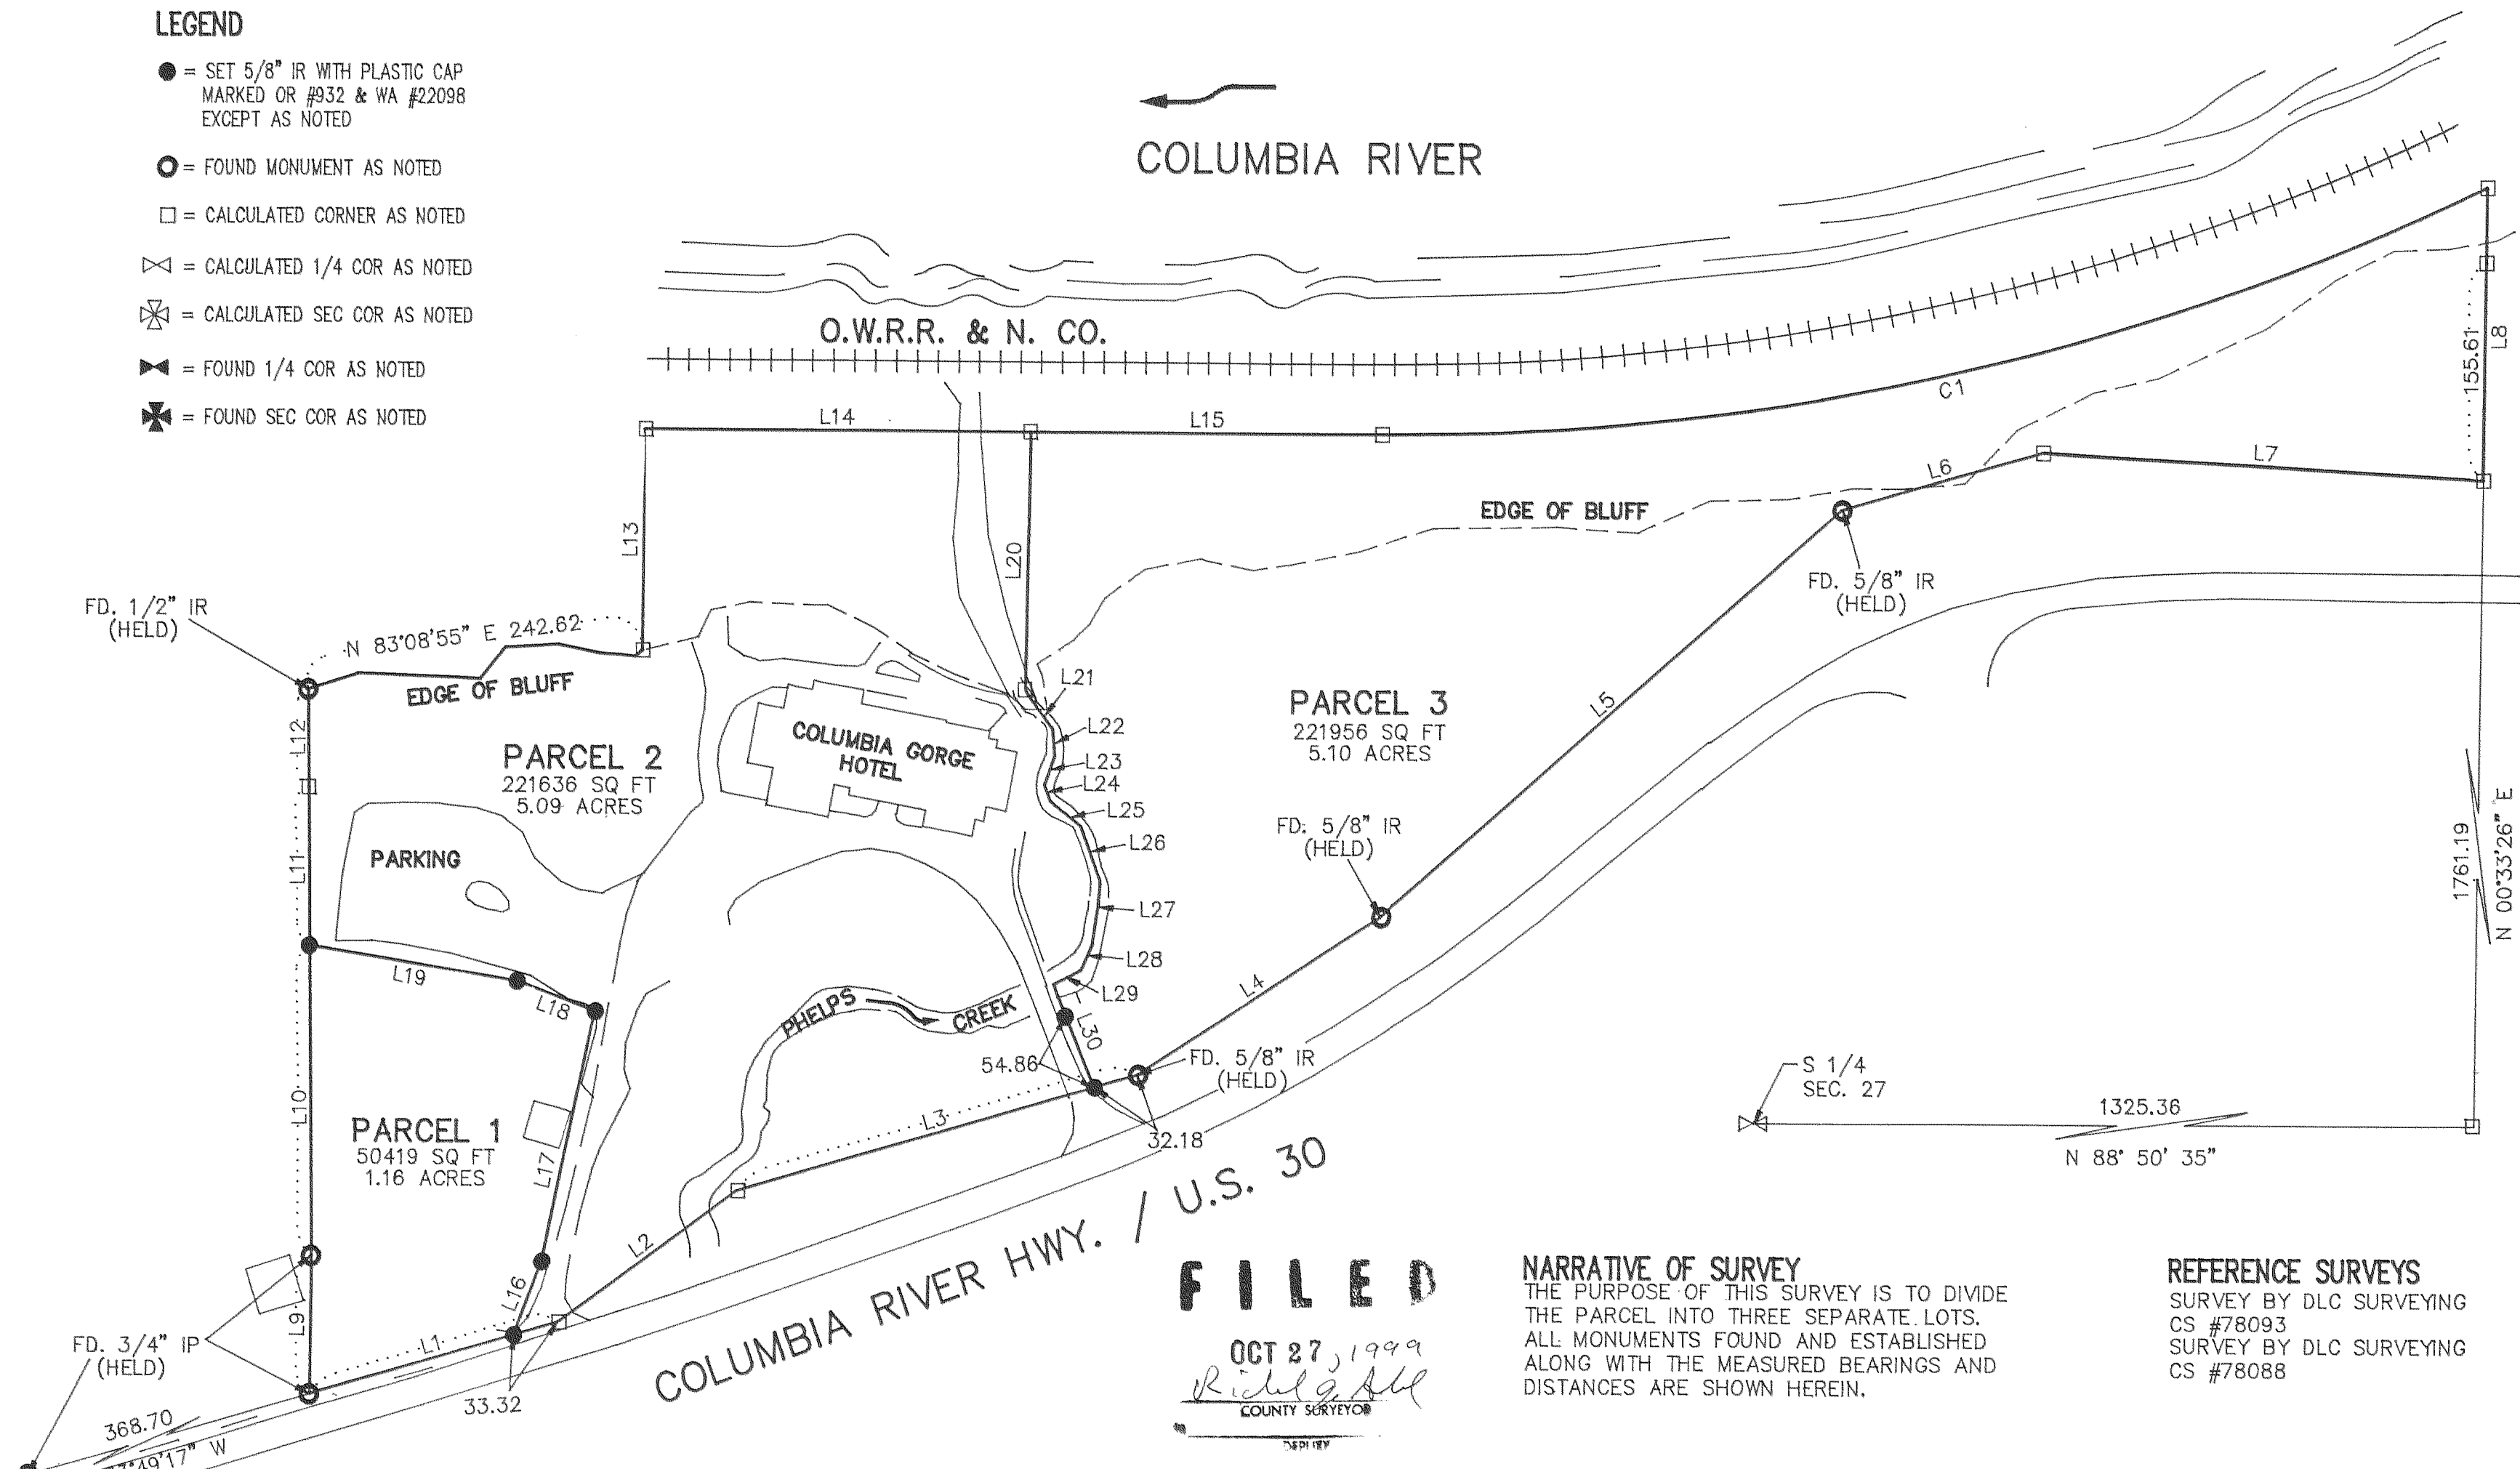 LEGEND
= SET 5/8" IR WITH PLASTIC CAP
MARKED OR #932 & WA #22098
EXCEPT AS NOTED
= FOUND MONUMENT AS NOTED
= CALCULATED CORNER AS NOTED
= CALCULATED 1/4 COR AS NOTED
= CALCULATED SEC COR AS NOTED
= FOUND 1/4 COR AS NOTED
= FOUND SEC COR AS NOTED
COLUMBIA RIVER
O.W.R.R. & N. CO.
L14
L15
C1
155.61
L8
L13
L20
L6
L7
EDGE OF BLUFF
FD. 5/8" IR
(HELD)
FD. 1/2" IR
(HELD)
N 83°08'55" E 242.62
EDGE OF BLUFF
L12
L21
L22
L23
L24
L25
L26
L27
L28
L29
L30
PARCEL 3
221956 SQ FT
5.10 ACRES
L5
PARCEL 2
221636 SQ FT
5.09 ACRES
COLUMBIA GORGE
HOTEL
PARKING
L11
FD. 5/8" IR
(HELD)
1761.19
N 00°33'26" E
L19
L18
PHELPS
CREEK
L4
54.86
FD. 5/8" IR
(HELD)
L10
PARCEL 1
50419 SQ FT
1.16 ACRES
L17
L3
32.18
S 1/4
SEC. 27
1325.36
N 88° 50' 35"
L2
L16
L9
L1
FD. 3/4" IP
(HELD)
33.32
368.70
°49'17" W
COLUMBIA RIVER HWY. / U.S. 30
FILED
OCT 27, 1999
COUNTY SURVEYOR
DEPUTY
NARRATIVE OF SURVEY
THE PURPOSE OF THIS SURVEY IS TO DIVIDE
THE PARCEL INTO THREE SEPARATE LOTS.
ALL MONUMENTS FOUND AND ESTABLISHED
ALONG WITH THE MEASURED BEARINGS AND
DISTANCES ARE SHOWN HEREIN.
REFERENCE SURVEYS
SURVEY BY DLC SURVEYING
CS #78093
SURVEY BY DLC SURVEYING
CS #78088